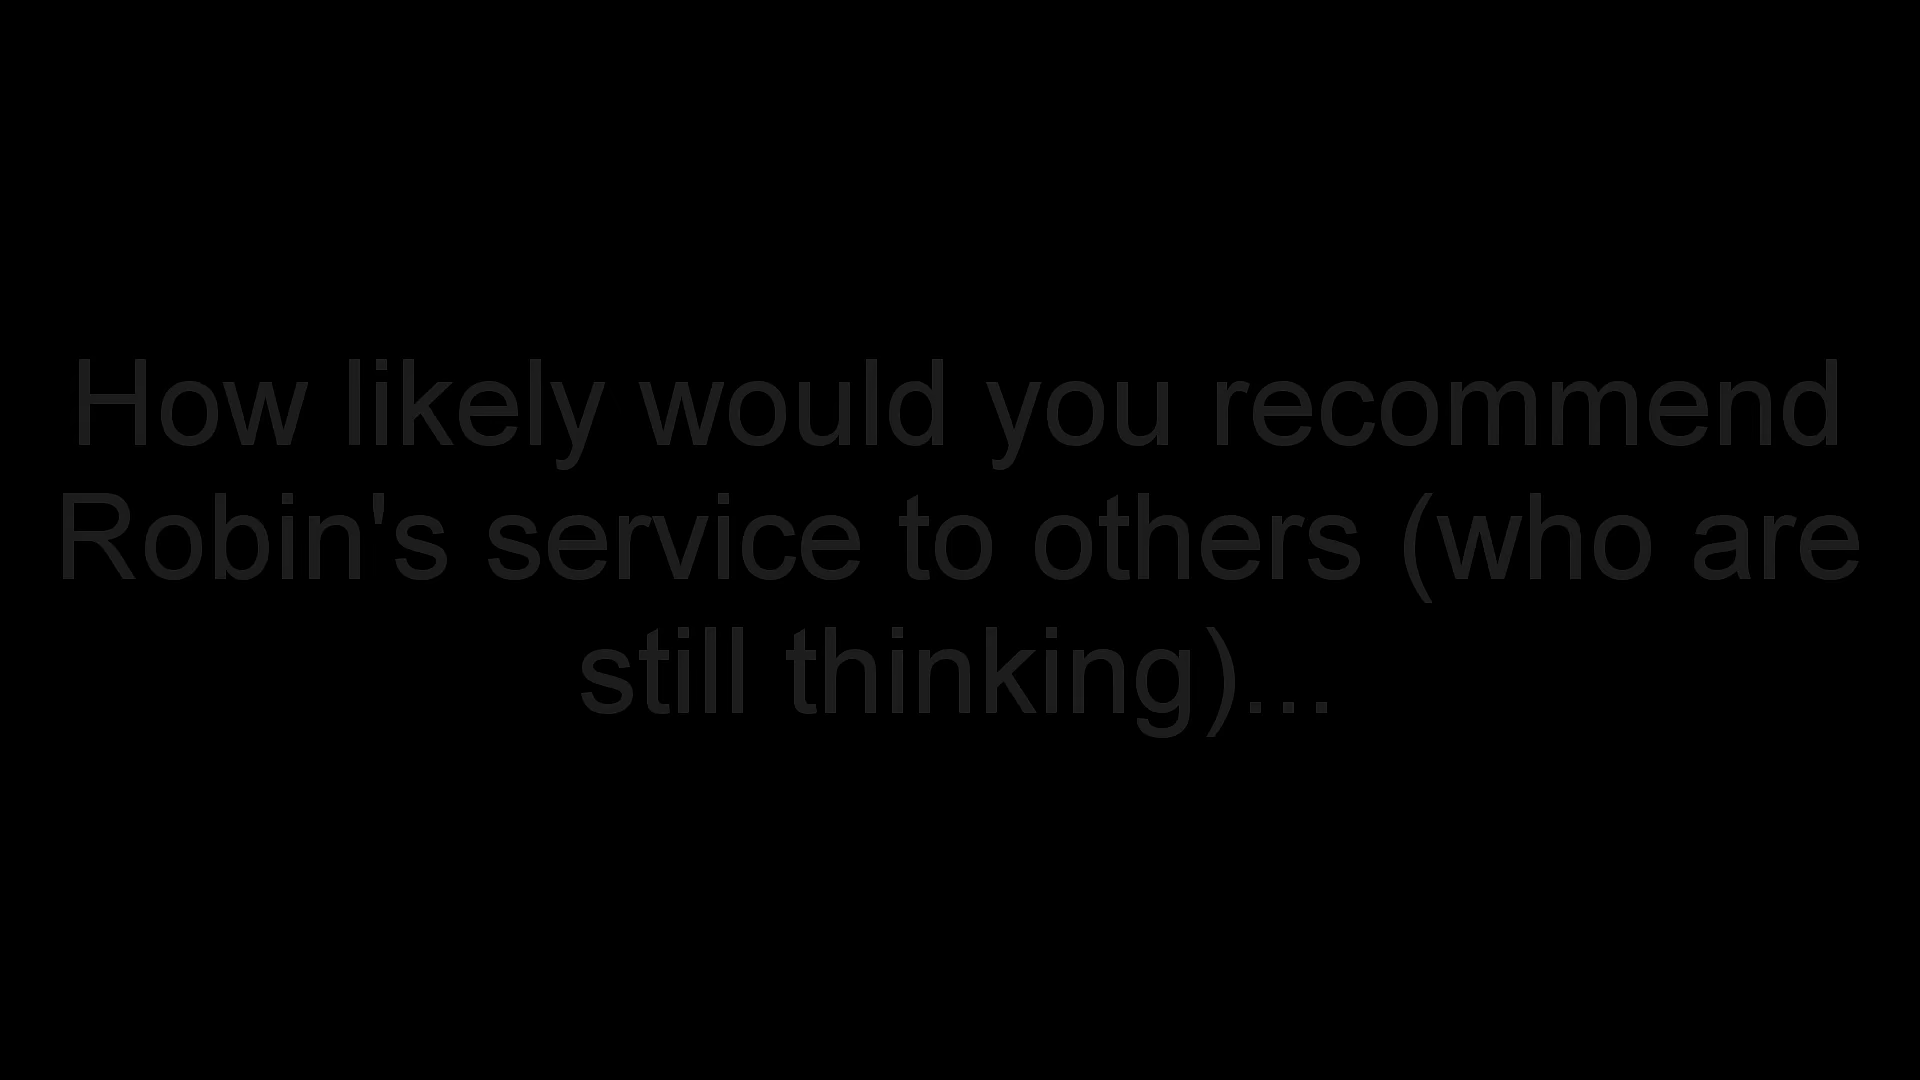 How likely would you recommend
Robin's service to others (who are
still thinking)...